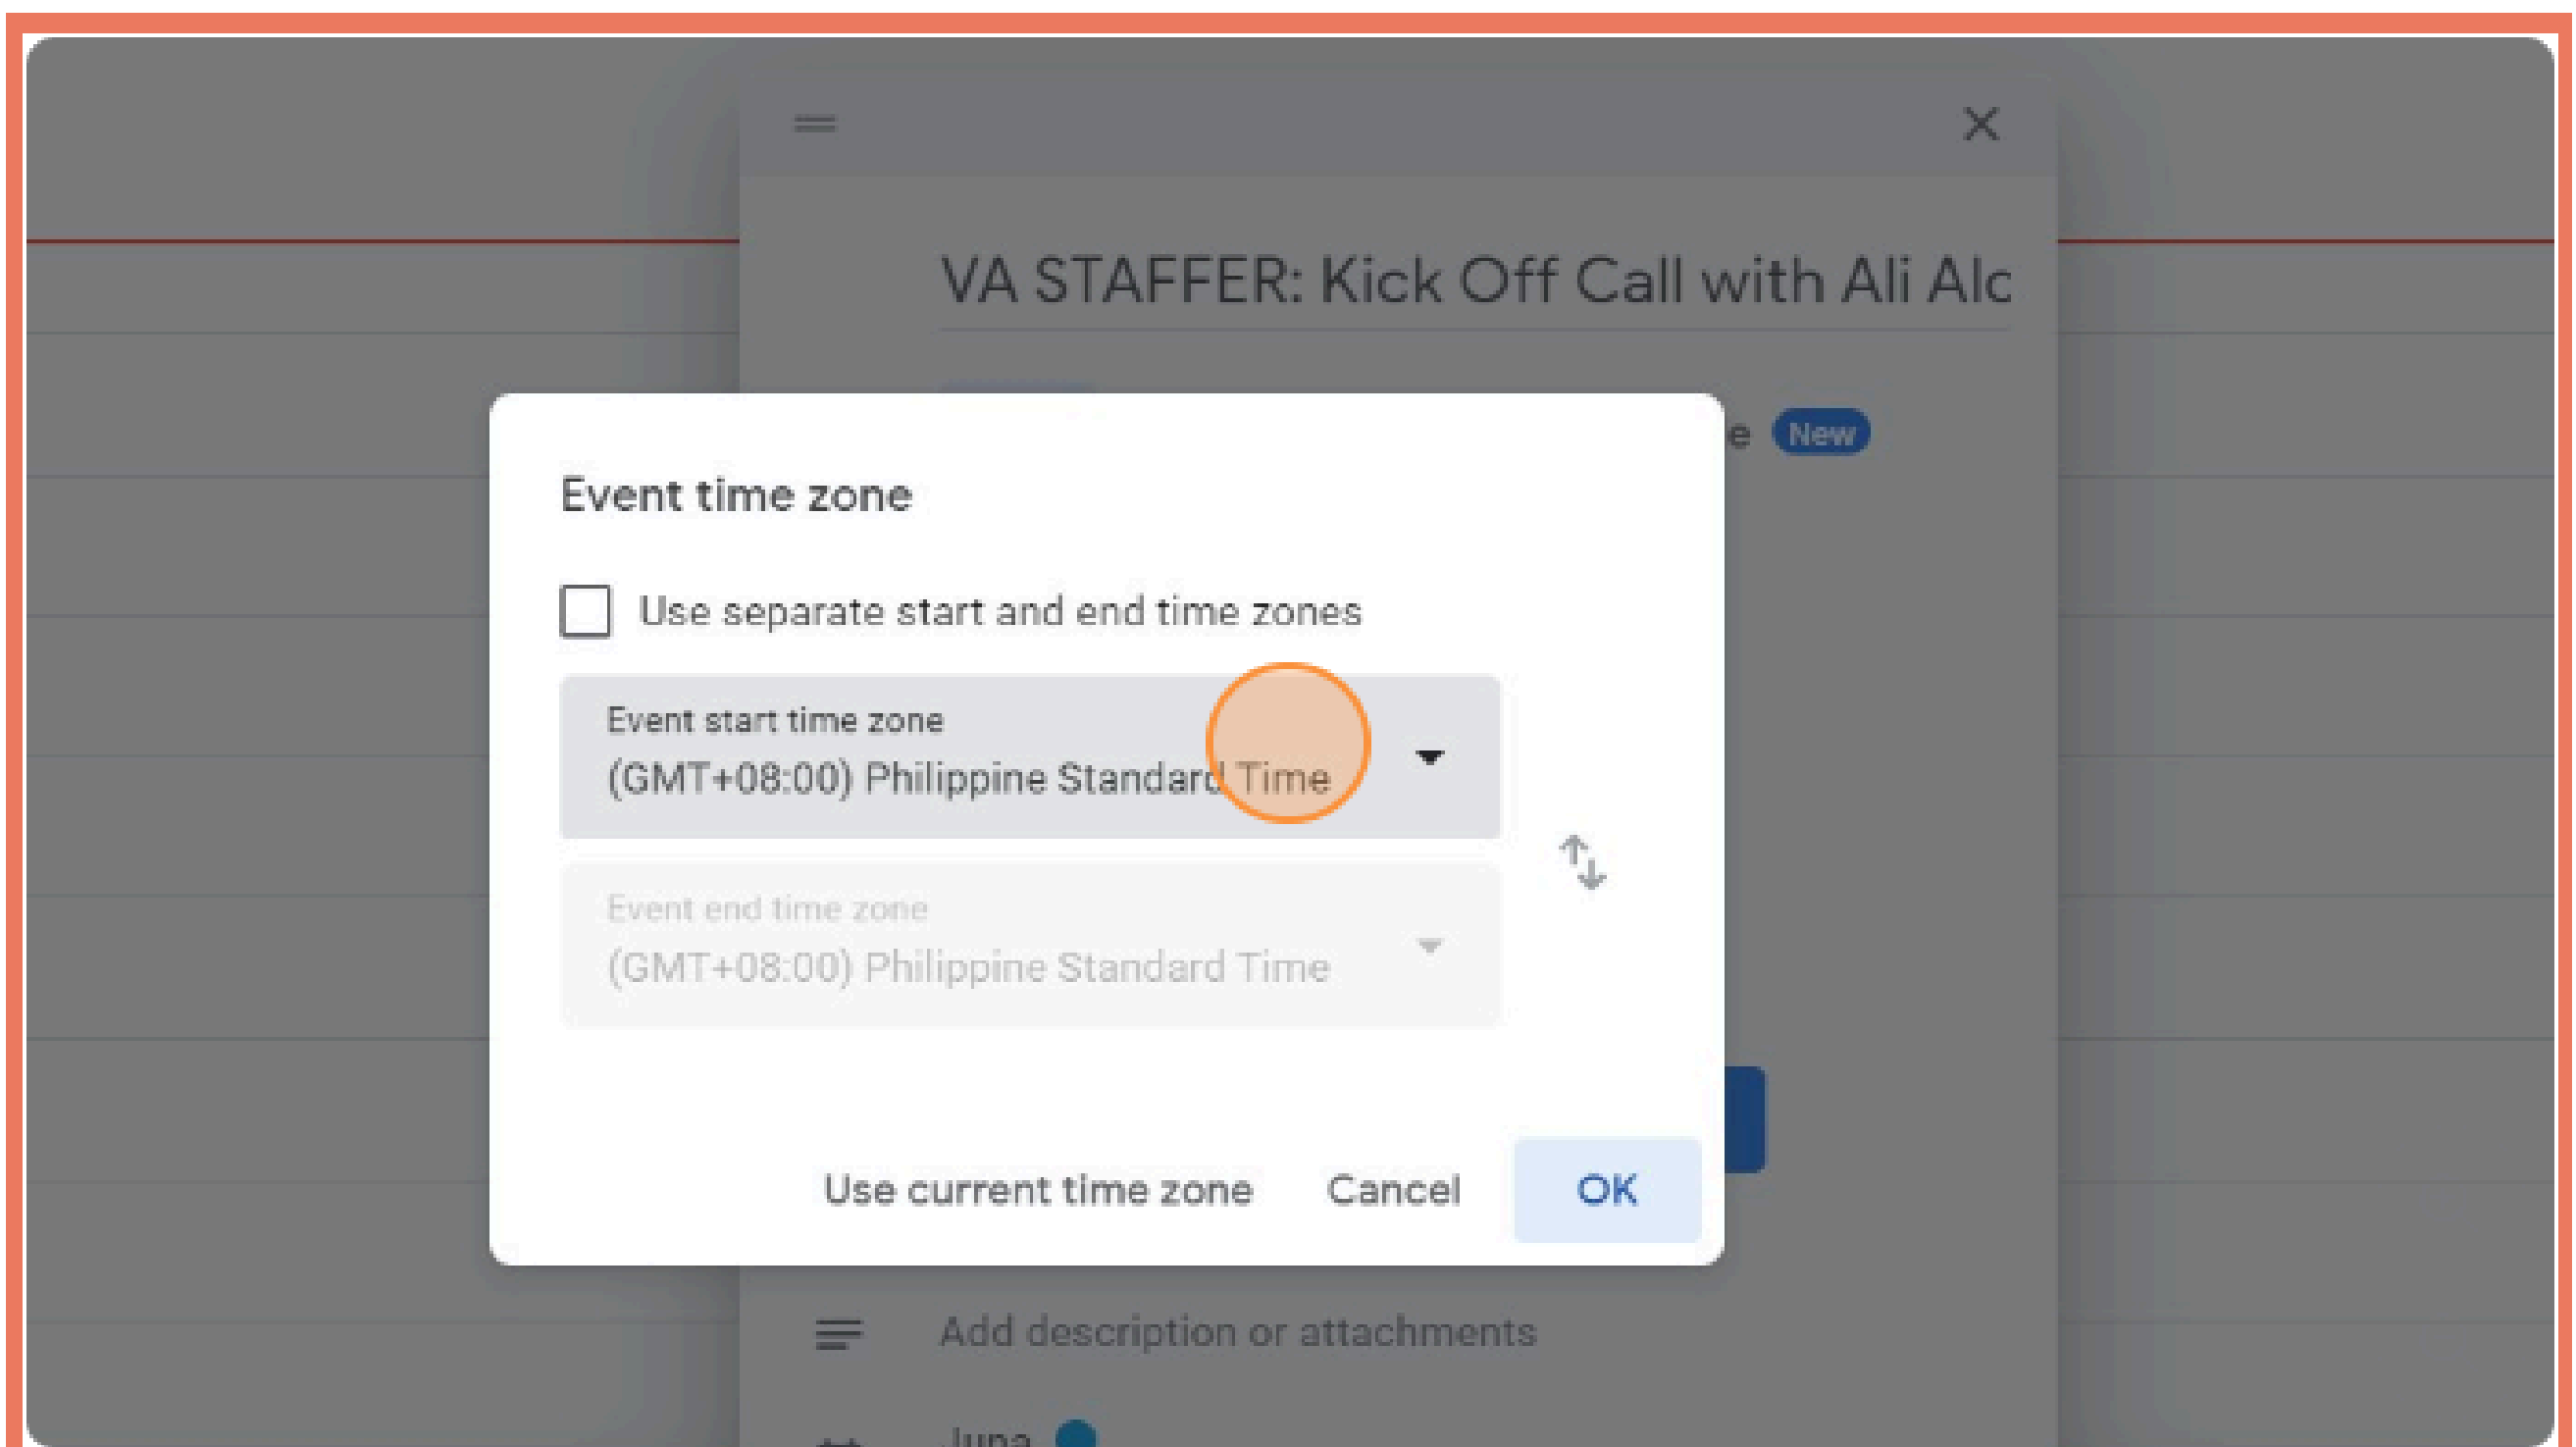 VA STAFFER: Kick Off Call with Ali Alc
New
Event time zone
Use separate start and end time zones
Event start time zone
(GMT+08:00) Philippine Standard Time
Event end time zone
(GMT+08:00) Philippine Standard Time
Use current time zone Cancel OK
Add description or attachments
Juna